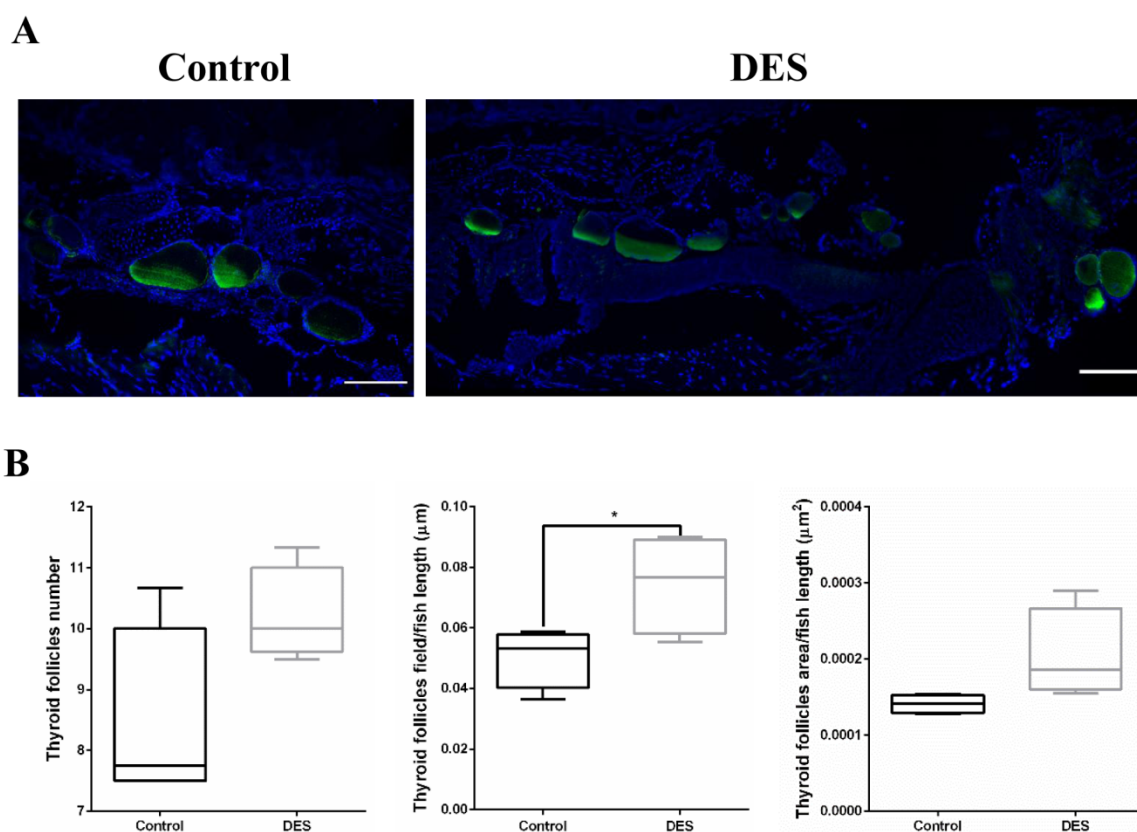 A
Control DES
B
12
11
10
9
8
7
Thyroid follicles number
Control DES
0.10
0.08
0.06
0.04
0.02
0.00
Thyroid follicles field/fish length (μm)
*
Control DES
0.0004
0.0003
0.0002
0.0001
0.0000
Thyroid follicles area/fish length (μm²)
Control DES